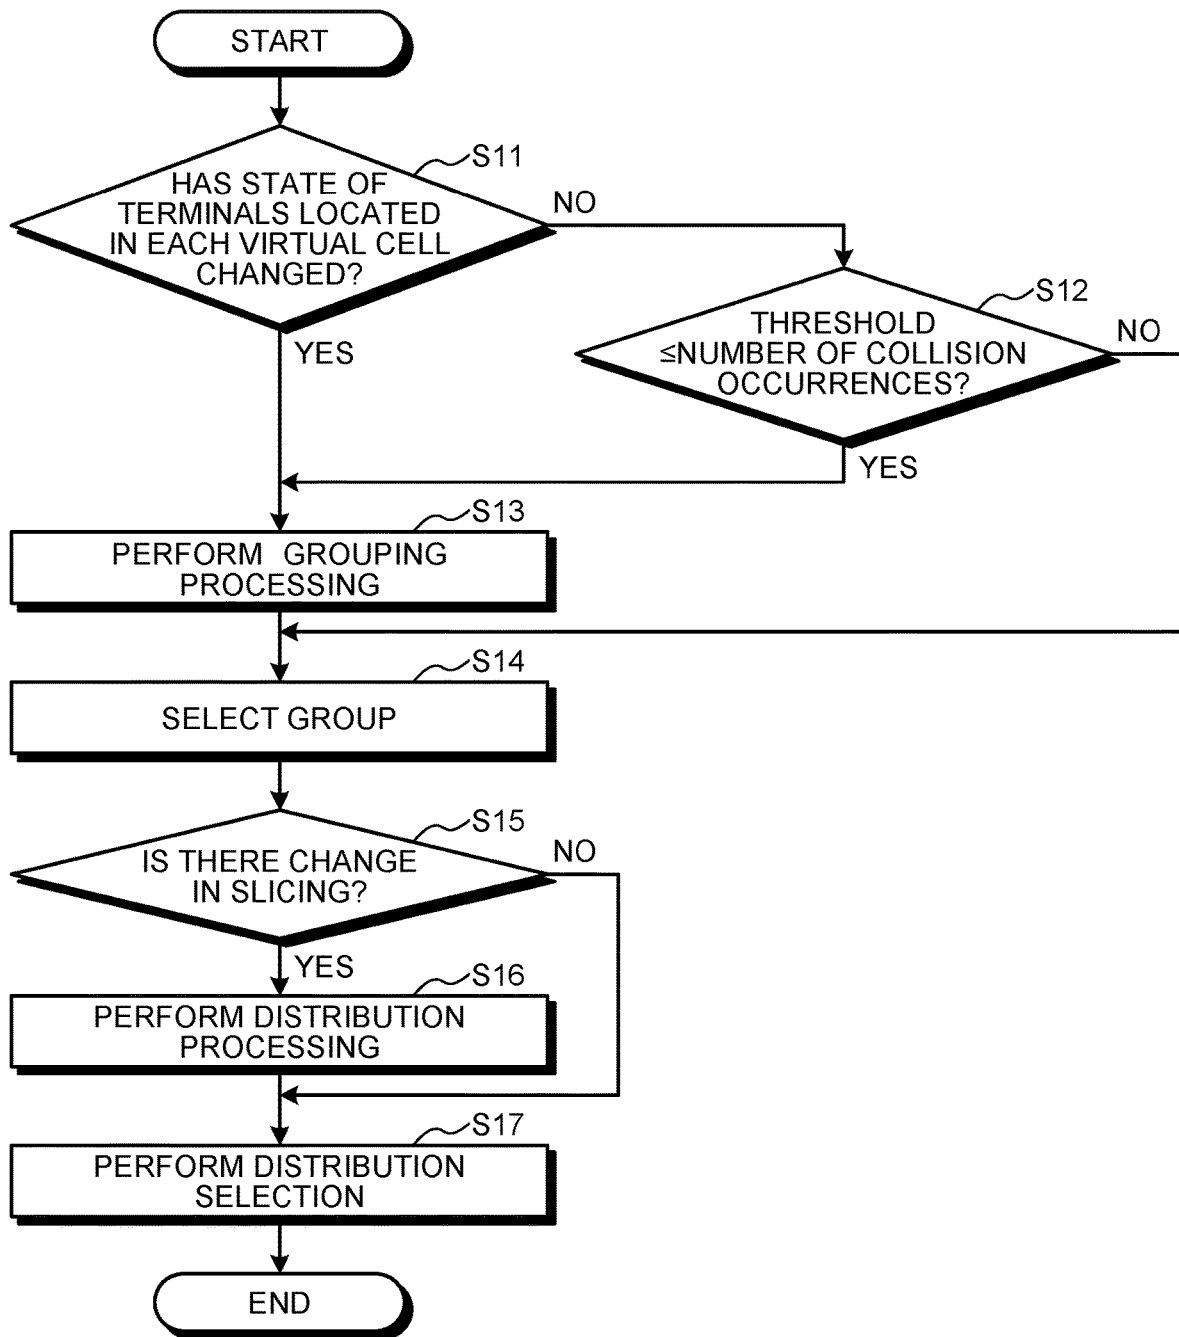 START
S11
HAS STATE OF
TERMINALS LOCATED
IN EACH VIRTUAL CELL
CHANGED?
NO
YES
S12
THRESHOLD
≤NUMBER OF COLLISION
OCCURRENCES?
NO
YES
S13
PERFORM GROUPING
PROCESSING
S14
SELECT GROUP
S15
IS THERE CHANGE
IN SLICING?
NO
YES
S16
PERFORM DISTRIBUTION
PROCESSING
S17
PERFORM DISTRIBUTION
SELECTION
END